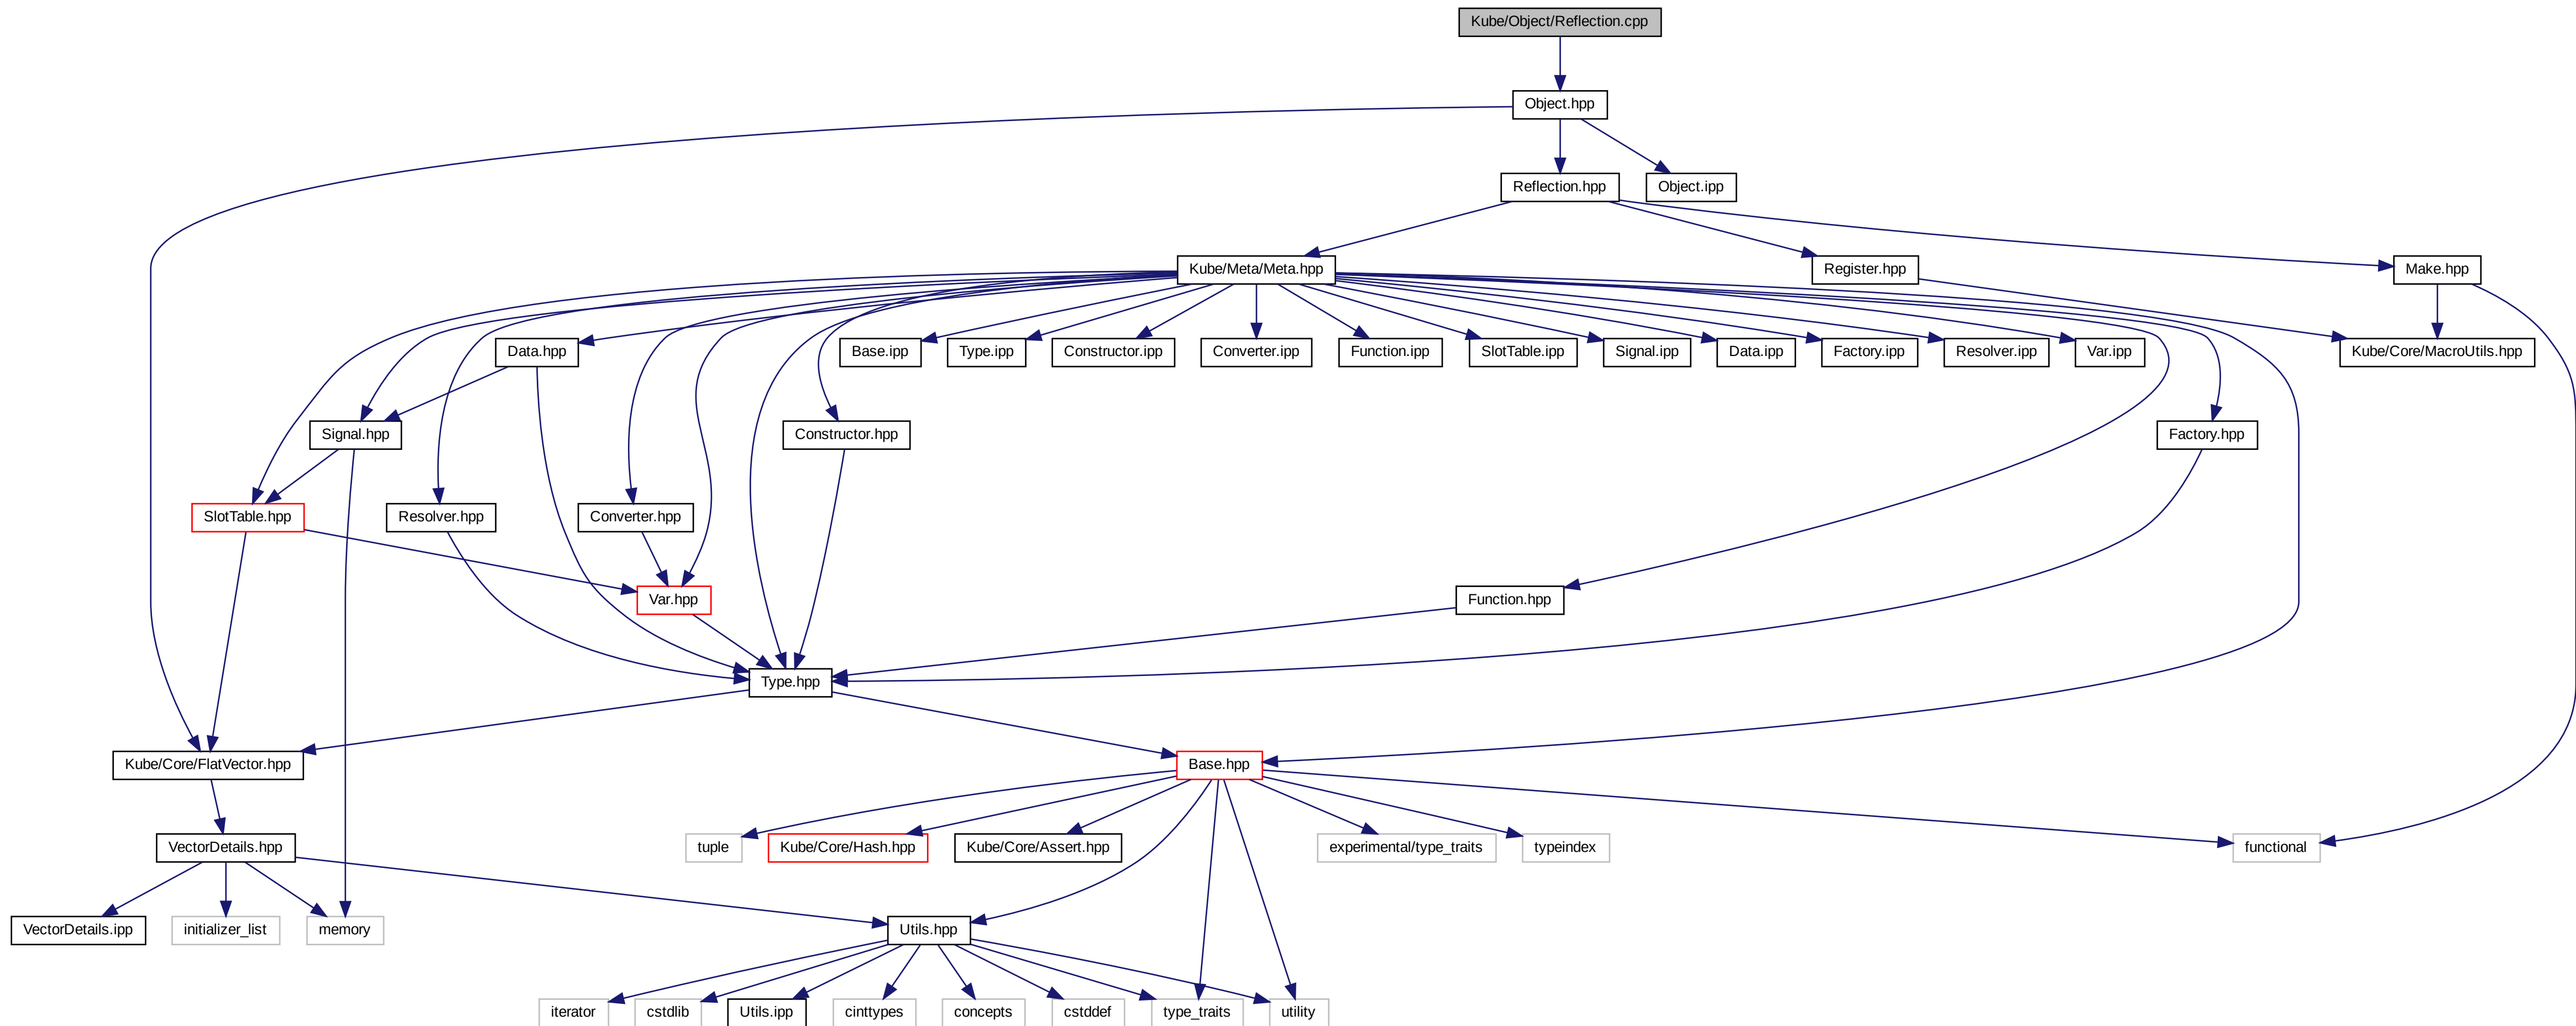 Kube/Object/Reflection.cpp
Object.hpp
Reflection.hpp
Object.ipp
Kube/Meta/Meta.hpp
Register.hpp
Make.hpp
Data.hpp
Base.ipp
Type.ipp
Constructor.ipp
Converter.ipp
Function.ipp
SlotTable.ipp
Signal.ipp
Data.ipp
Factory.ipp
Resolver.ipp
Var.ipp
Kube/Core/MacroUtils.hpp
Signal.hpp
Constructor.hpp
Factory.hpp
SlotTable.hpp
Resolver.hpp
Converter.hpp
Var.hpp
Function.hpp
Type.hpp
Kube/Core/FlatVector.hpp
Base.hpp
VectorDetails.hpp
tuple
Kube/Core/Hash.hpp
Kube/Core/Assert.hpp
experimental/type_traits
typeindex
functional
VectorDetails.ipp
initializer_list
memory
Utils.hpp
iterator
cstdlib
Utils.ipp
cinttypes
concepts
cstddef
type_traits
utility